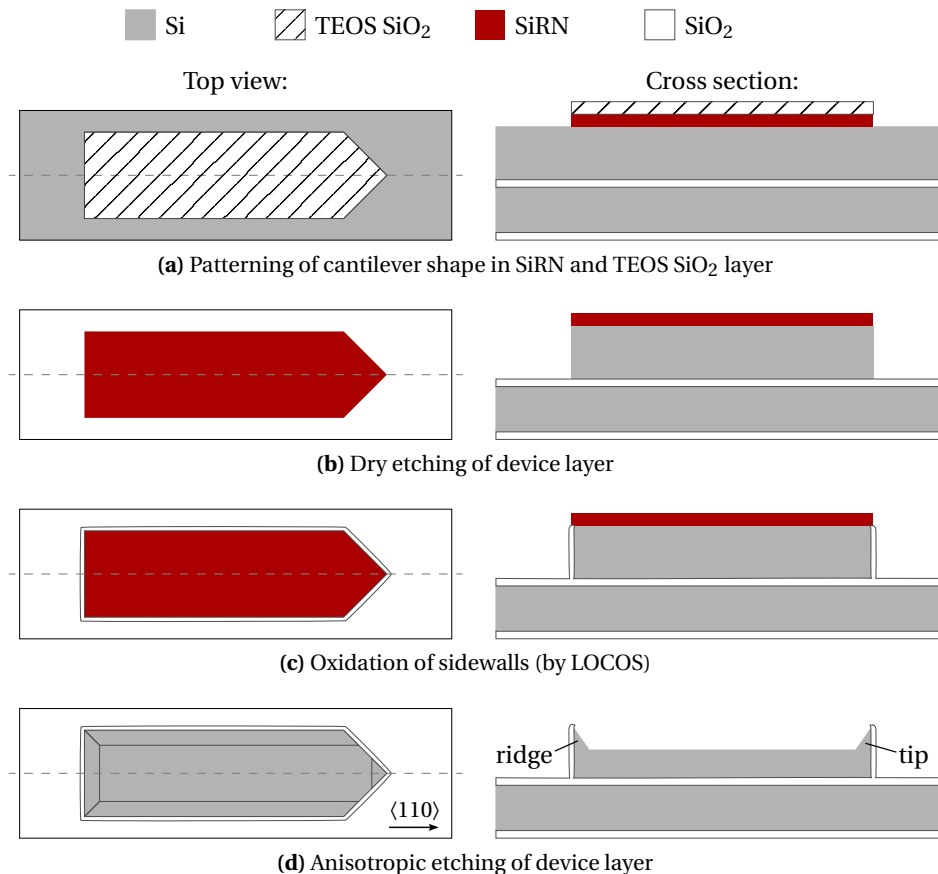 Si TEOS SiO₂ SiRN SiO₂
Top view: Cross section:
(a) Patterning of cantilever shape in SiRN and TEOS SiO₂ layer
(b) Dry etching of device layer
(c) Oxidation of sidewalls (by LOCOS)
ridge tip
⟨110⟩
(d) Anisotropic etching of device layer